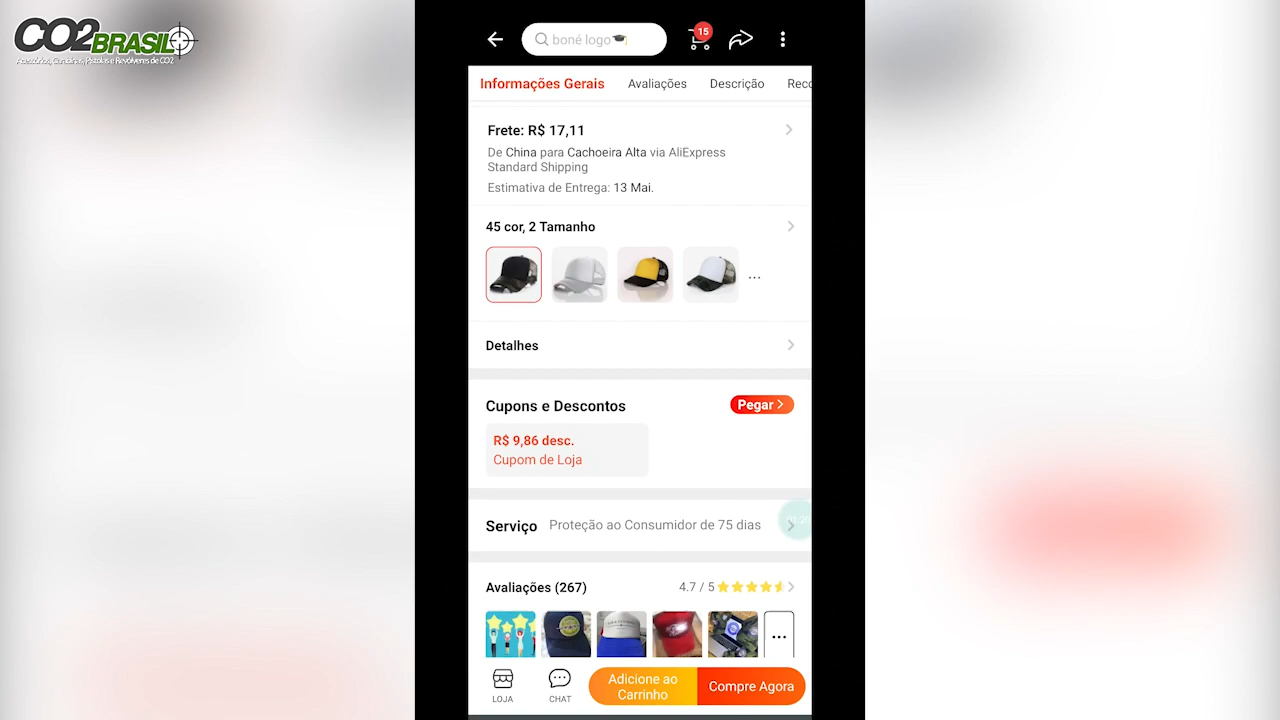 CO2BRASIL
Acessórios, Carabinas, Pistolas e Revólveres de CO2
boné logo
15
Informações Gerais
Avaliações
Descrição
Reco
Frete: R$ 17,11
De China para Cachoeira Alta via AliExpress
Standard Shipping
Estimativa de Entrega: 13 Mai.
45 cor, 2 Tamanho
...
Detalhes
Cupons e Descontos
Pegar
R$ 9,86 desc.
Cupom de Loja
Serviço
Proteção ao Consumidor de 75 dias
Avaliações (267)
4.7 / 5
...
LOJA
CHAT
Adicione ao
Carrinho
Compre Agora